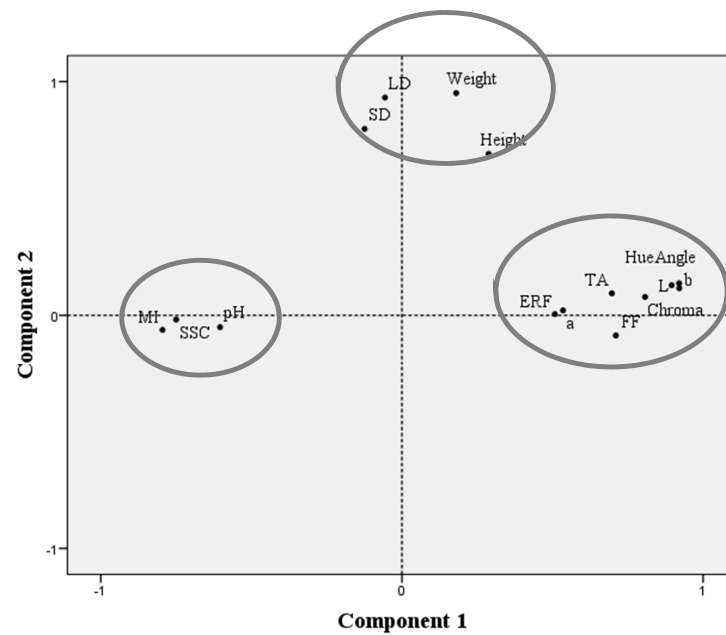 1
LD
Weight
SD
Height
HueAngle
TA
L
b
ERF
Chroma
a
FF
0
MI
pH
SSC
Component 2
-1
-1
0
1
Component 1